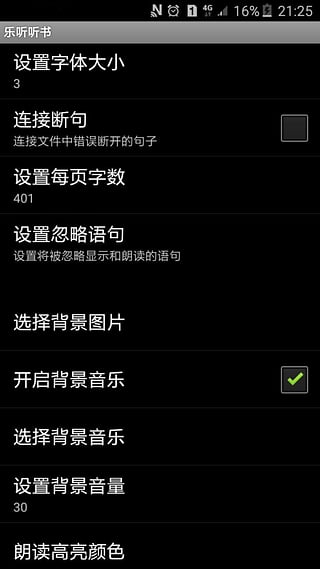 1 4G 16% 21:25
乐听听书
设置字体大小
3
连接断句
连接文件中错误断开的句子
设置每页字数
401
设置忽略语句
设置将被忽略显示和朗读的语句
选择背景图片
开启背景音乐
选择背景音乐
设置背景音量
30
朗读高亮颜色